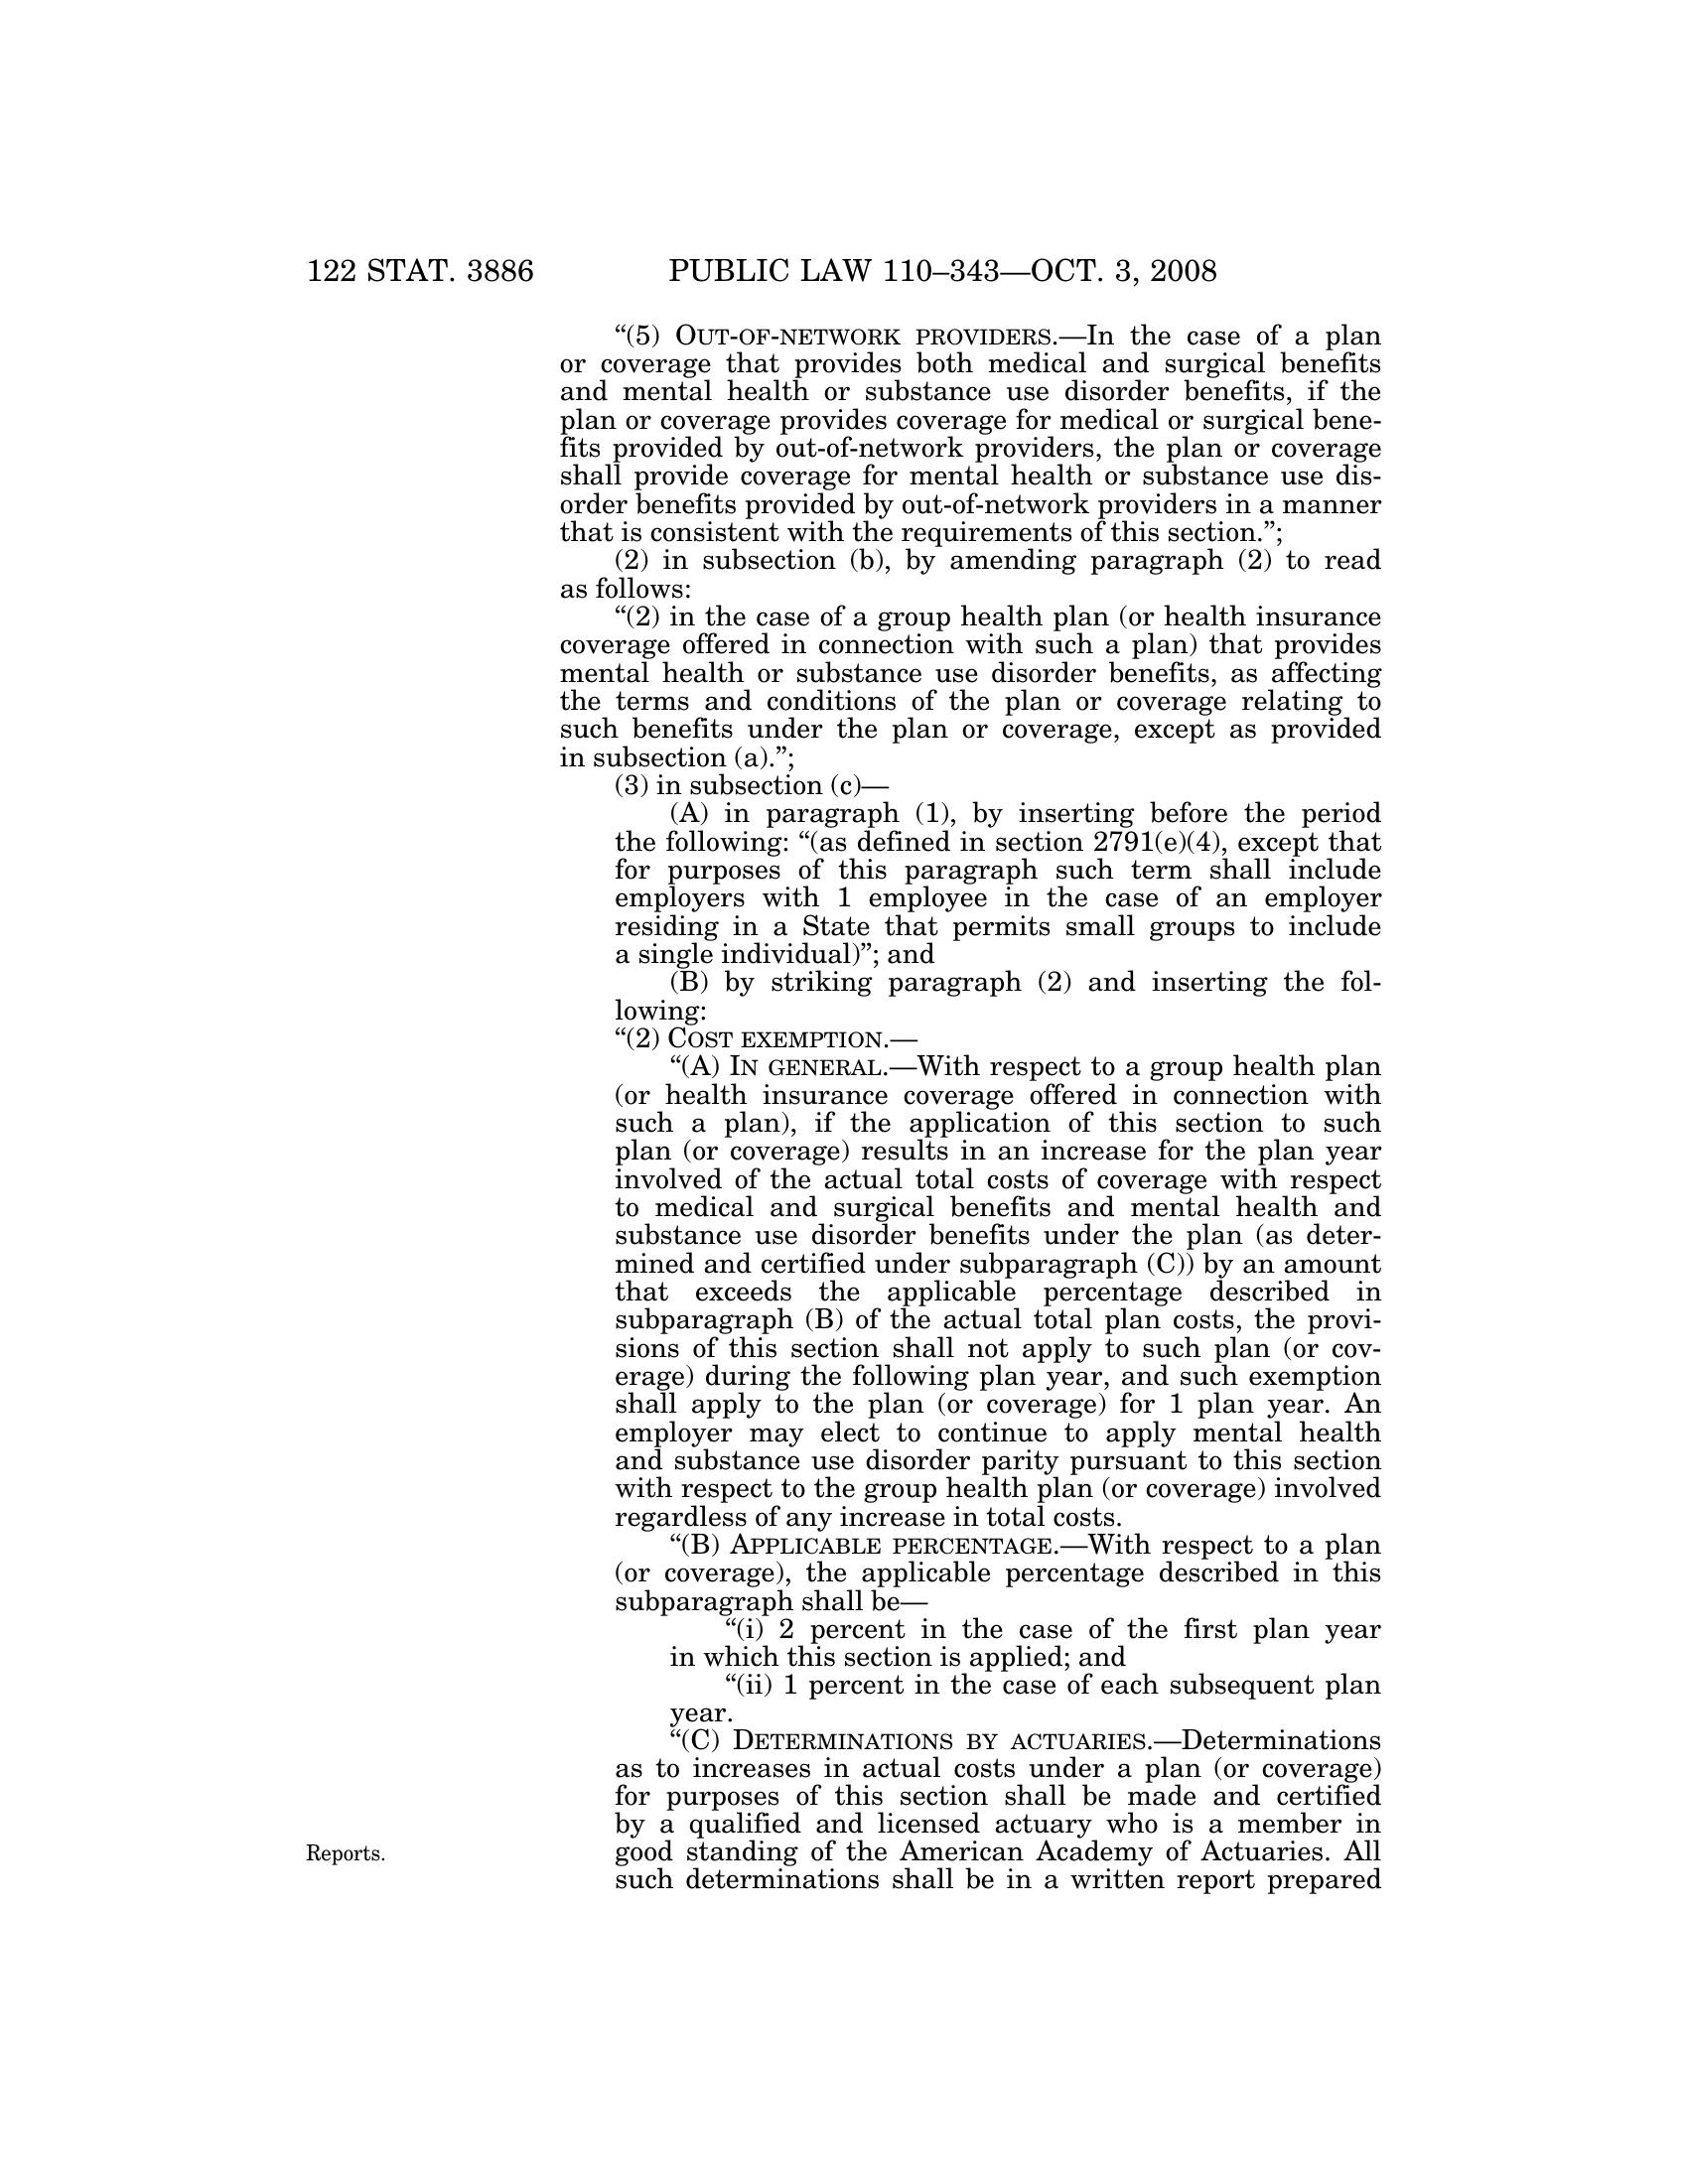 122 STAT. 3886 PUBLIC LAW 110–343—OCT. 3, 2008
“(5) OUT-OF-NETWORK PROVIDERS.—In the case of a plan
or coverage that provides both medical and surgical benefits
and mental health or substance use disorder benefits, if the
plan or coverage provides coverage for medical or surgical bene-
fits provided by out-of-network providers, the plan or coverage
shall provide coverage for mental health or substance use dis-
order benefits provided by out-of-network providers in a manner
that is consistent with the requirements of this section.”;
(2) in subsection (b), by amending paragraph (2) to read
as follows:
“(2) in the case of a group health plan (or health insurance
coverage offered in connection with such a plan) that provides
mental health or substance use disorder benefits, as affecting
the terms and conditions of the plan or coverage relating to
such benefits under the plan or coverage, except as provided
in subsection (a).”;
(3) in subsection (c)—
(A) in paragraph (1), by inserting before the period
the following: “(as defined in section 2791(e)(4), except that
for purposes of this paragraph such term shall include
employers with 1 employee in the case of an employer
residing in a State that permits small groups to include
a single individual)”; and
(B) by striking paragraph (2) and inserting the fol-
lowing:
“(2) COST EXEMPTION.—
“(A) IN GENERAL.—With respect to a group health plan
(or health insurance coverage offered in connection with
such a plan), if the application of this section to such
plan (or coverage) results in an increase for the plan year
involved of the actual total costs of coverage with respect
to medical and surgical benefits and mental health and
substance use disorder benefits under the plan (as deter-
mined and certified under subparagraph (C)) by an amount
that exceeds the applicable percentage described in
subparagraph (B) of the actual total plan costs, the provi-
sions of this section shall not apply to such plan (or cov-
erage) during the following plan year, and such exemption
shall apply to the plan (or coverage) for 1 plan year. An
employer may elect to continue to apply mental health
and substance use disorder parity pursuant to this section
with respect to the group health plan (or coverage) involved
regardless of any increase in total costs.
“(B) APPLICABLE PERCENTAGE.—With respect to a plan
(or coverage), the applicable percentage described in this
subparagraph shall be—
“(i) 2 percent in the case of the first plan year
in which this section is applied; and
“(ii) 1 percent in the case of each subsequent plan
year.
“(C) DETERMINATIONS BY ACTUARIES.—Determinations
as to increases in actual costs under a plan (or coverage)
for purposes of this section shall be made and certified
by a qualified and licensed actuary who is a member in
Reports. good standing of the American Academy of Actuaries. All
such determinations shall be in a written report prepared